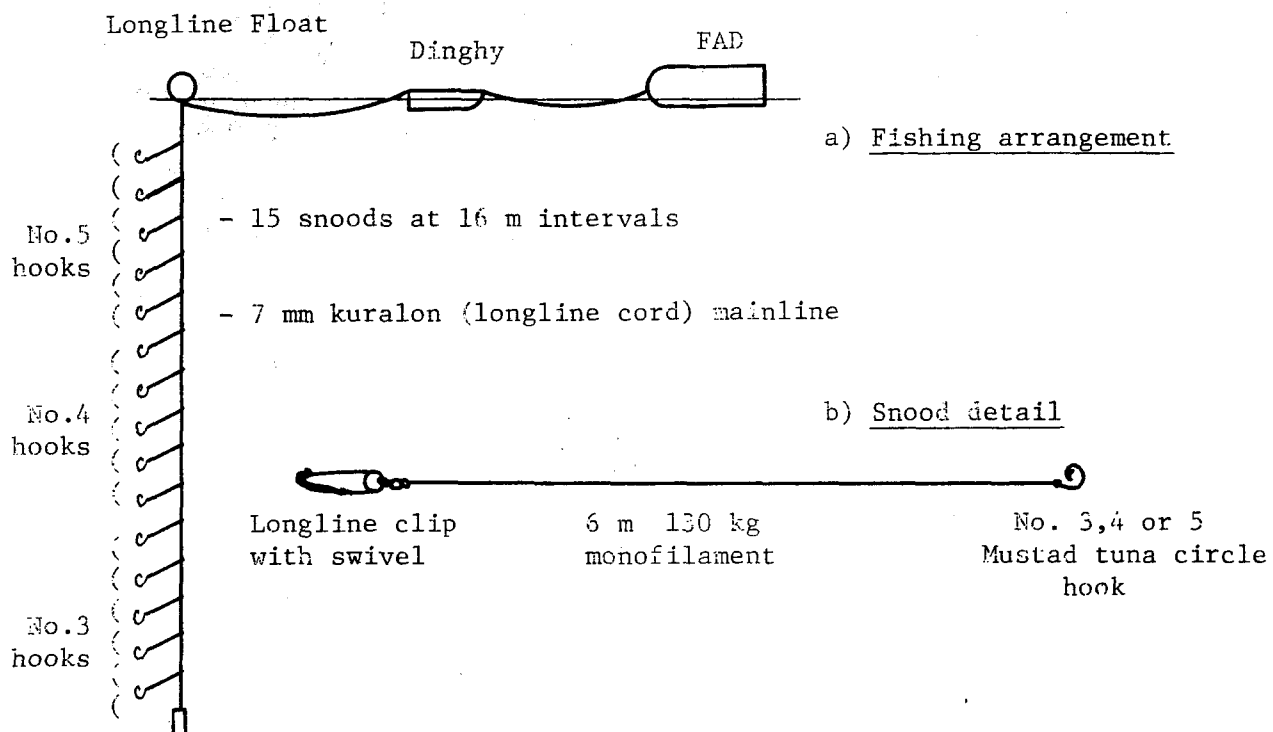 Longline Float
Dinghy
FAD
a) Fishing arrangement
- 15 snoods at 16 m intervals
No.5
hooks
- 7 mm kuralon (longline cord) mainline
No.4
hooks
b) Snood detail
Longline clip
with swivel
6 m 130 kg
monofilament
No. 3,4 or 5
Mustad tuna circle
hook
No.3
hooks